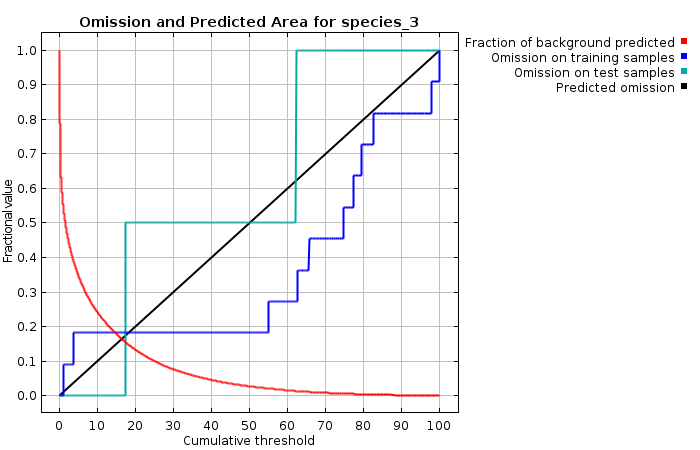 Omission and Predicted Area for species_3
Fraction of background predicted
Omission on training samples
Omission on test samples
Predicted omission
Fractional value
1.0
0.9
0.8
0.7
0.6
0.5
0.4
0.3
0.2
0.1
0.0
0 10 20 30 40 50 60 70 80 90 100
Cumulative threshold